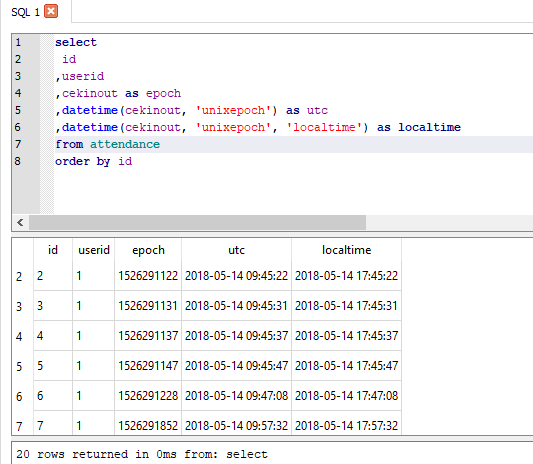 SQL 1
1 select
2 id
3 ,userid
4 ,cekinout as epoch
5 ,datetime(cekinout, 'unixepoch') as utc
6 ,datetime(cekinout, 'unixepoch', 'localtime') as localtime
7 from attendance
8 order by id
id userid epoch utc localtime
2 2 1 1526291122 2018-05-14 09:45:22 2018-05-14 17:45:22
3 3 1 1526291131 2018-05-14 09:45:31 2018-05-14 17:45:31
4 4 1 1526291137 2018-05-14 09:45:37 2018-05-14 17:45:37
5 5 1 1526291147 2018-05-14 09:45:47 2018-05-14 17:45:47
6 6 1 1526291228 2018-05-14 09:47:08 2018-05-14 17:47:08
7 7 1 1526291852 2018-05-14 09:57:32 2018-05-14 17:57:32
20 rows returned in 0ms from: select